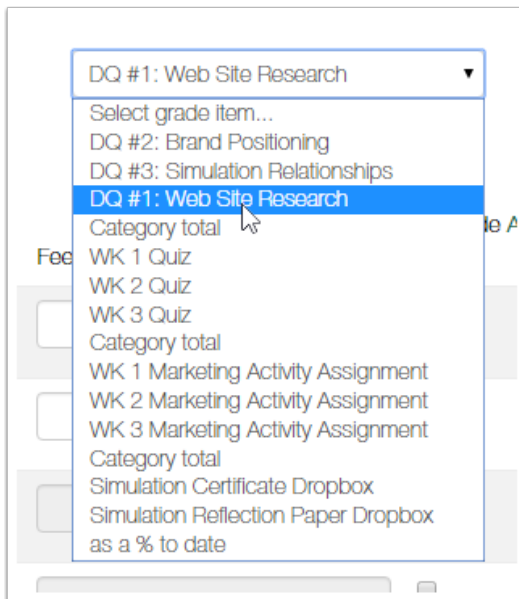 DQ #1: Web Site Research
Select grade item...
DQ #2: Brand Positioning
DQ #3: Simulation Relationships
DQ #1: Web Site Research
Category total
WK 1 Quiz
WK 2 Quiz
WK 3 Quiz
Category total
WK 1 Marketing Activity Assignment
WK 2 Marketing Activity Assignment
WK 3 Marketing Activity Assignment
Category total
Simulation Certificate Dropbox
Simulation Reflection Paper Dropbox
as a % to date